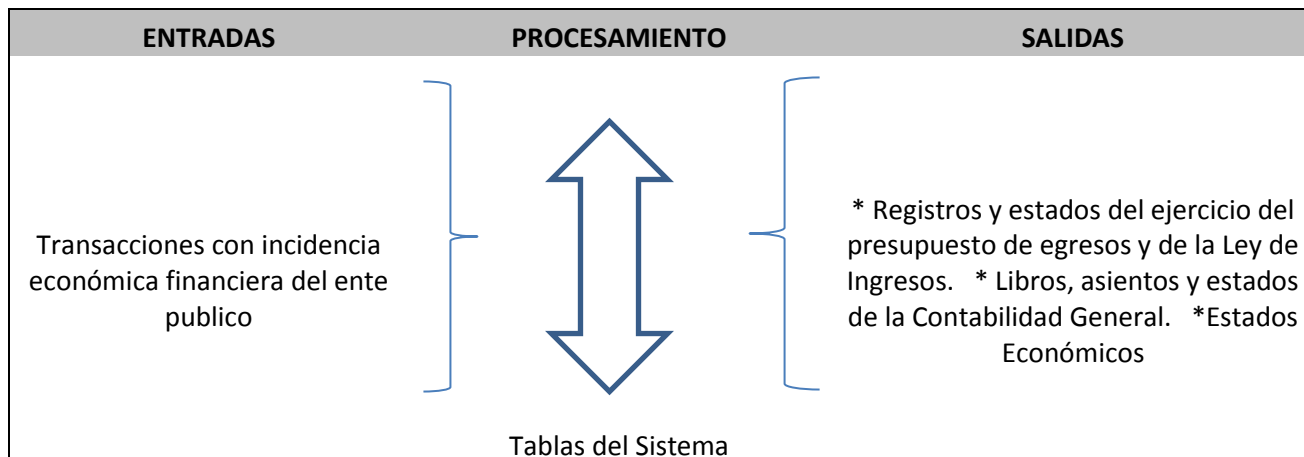 ENTRADAS PROCESAMIENTO SALIDAS
Transacciones con incidencia
económica financiera del ente
publico
* Registros y estados del ejercicio del
presupuesto de egresos y de la Ley de
Ingresos. * Libros, asientos y estados
de la Contabilidad General. *Estados
Económicos
Tablas del Sistema